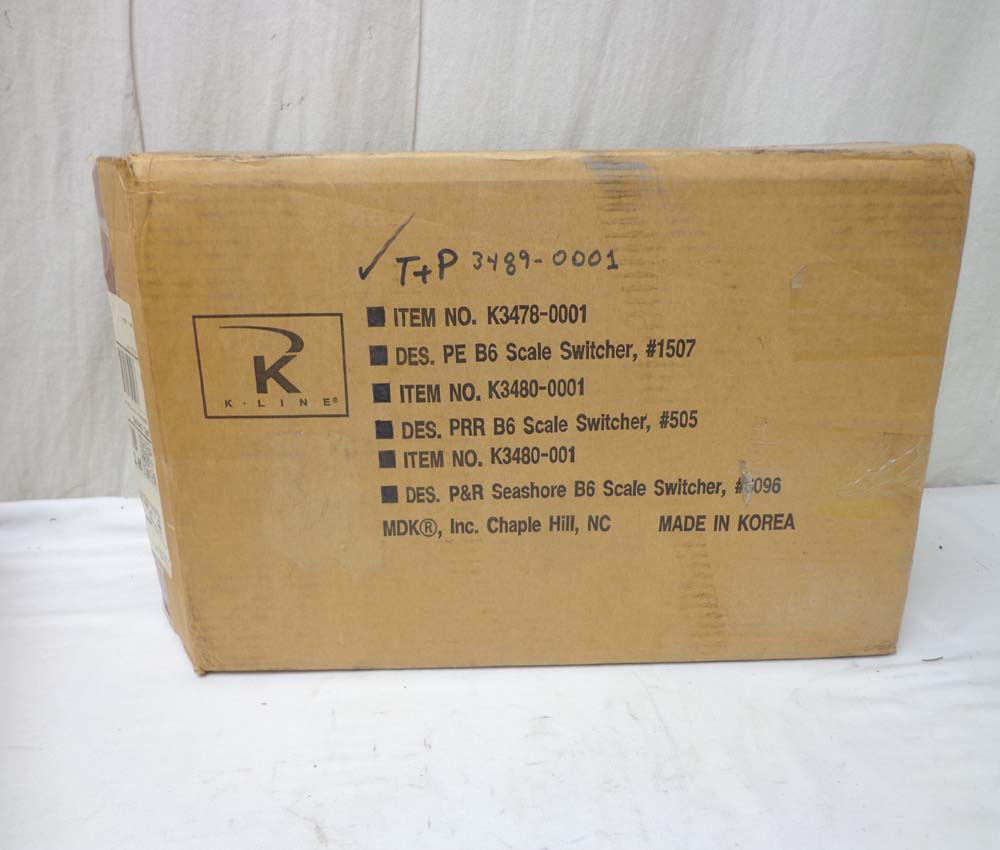 ✓ T+P 3489-0001
K
K-LINE®
■ ITEM NO. K3478-0001
■ DES. PE B6 Scale Switcher, #1507
■ ITEM NO. K3480-0001
■ DES. PRR B6 Scale Switcher, #505
■ ITEM NO. K3480-001
■ DES. P&R Seashore B6 Scale Switcher,
MDK®, Inc. Chaple Hill, NC MADE IN KOREA